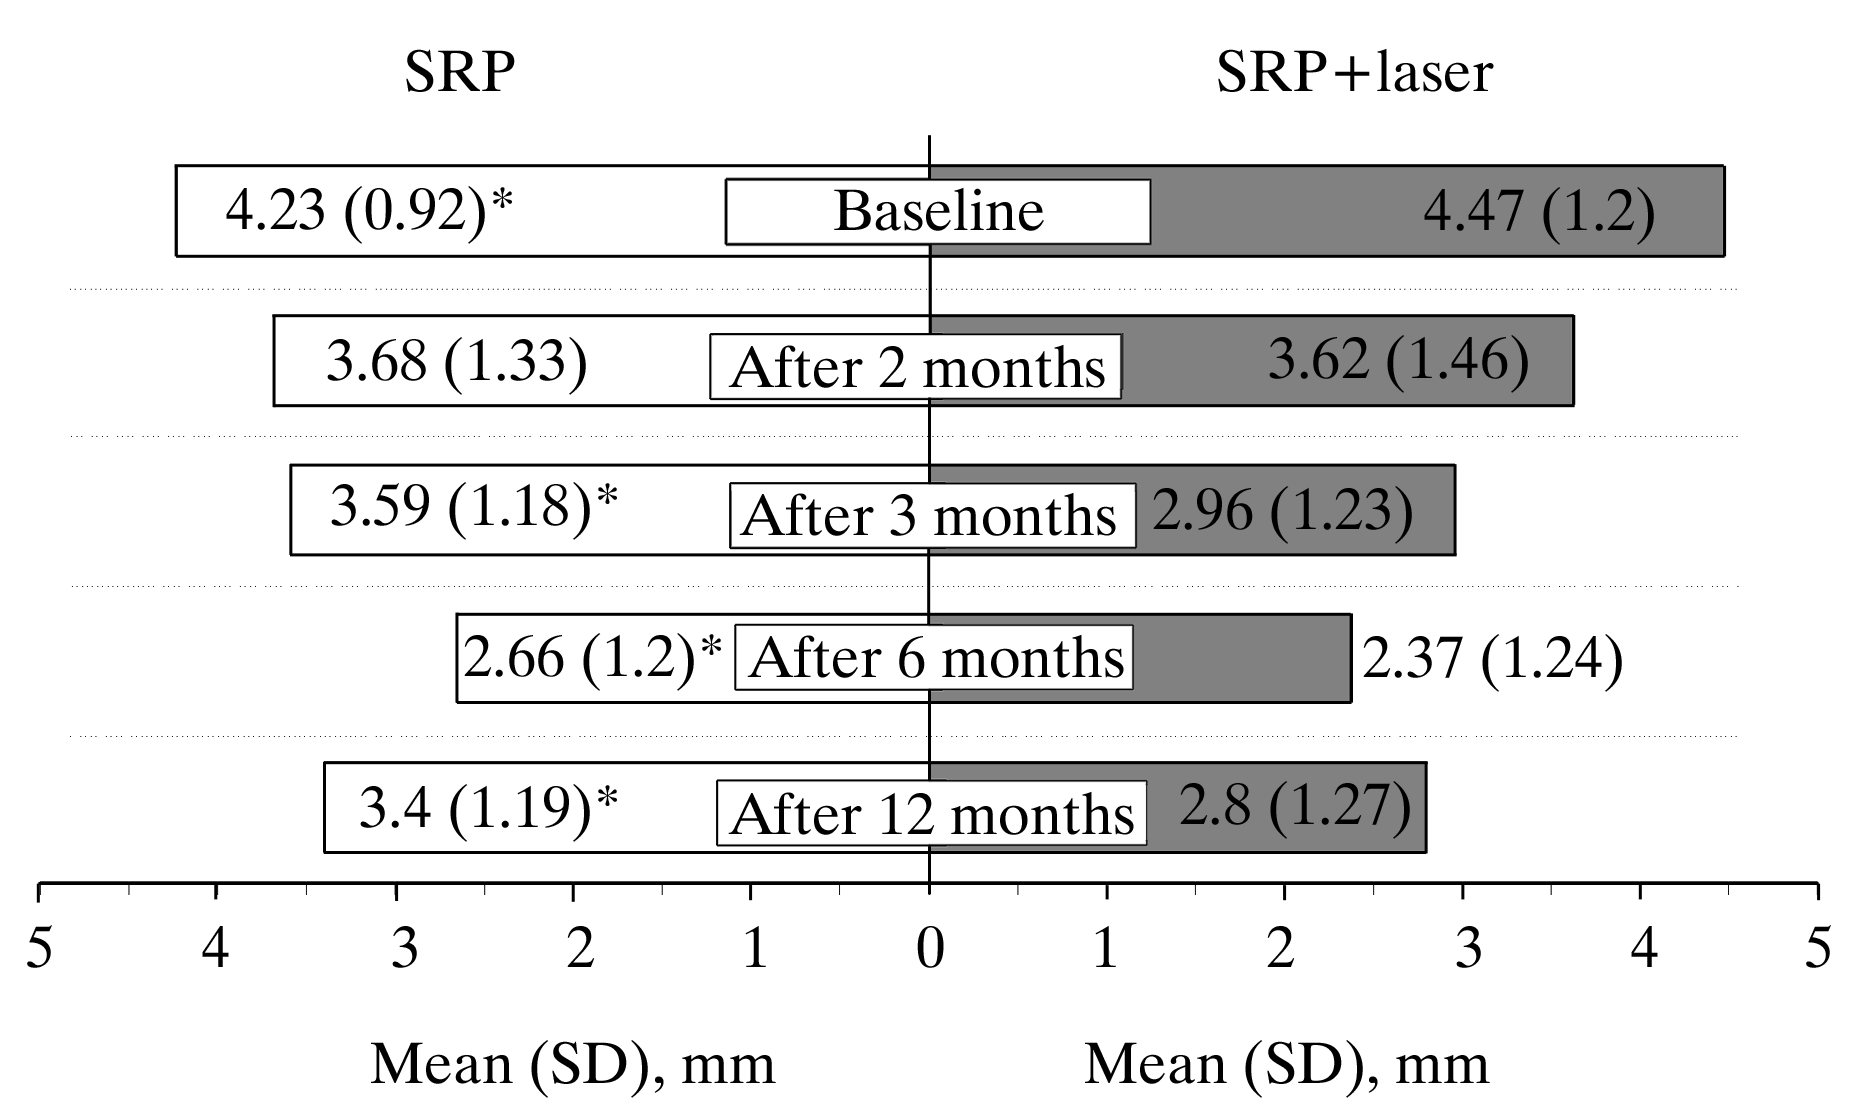 SRP SRP+laser
4.23 (0.92)* Baseline 4.47 (1.2)
3.68 (1.33) After 2 months 3.62 (1.46)
3.59 (1.18)* After 3 months 2.96 (1.23)
2.66 (1.2)* After 6 months 2.37 (1.24)
3.4 (1.19)* After 12 months 2.8 (1.27)
5 4 3 2 1 0 1 2 3 4 5
Mean (SD), mm Mean (SD), mm